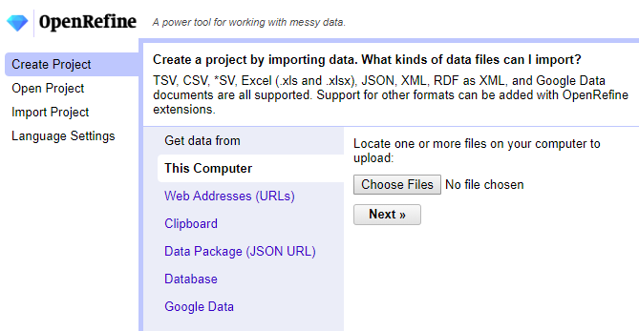 OpenRefine A power tool for working with messy data.
Create Project
Open Project
Import Project
Language Settings
Create a project by importing data. What kinds of data files can I import?
TSV, CSV, *SV, Excel (.xls and .xlsx), JSON, XML, RDF as XML, and Google Data
documents are all supported. Support for other formats can be added with OpenRefine
extensions.
Get data from
This Computer
Web Addresses (URLs)
Clipboard
Data Package (JSON URL)
Database
Google Data
Locate one or more files on your computer to
upload:
Choose Files No file chosen
Next »